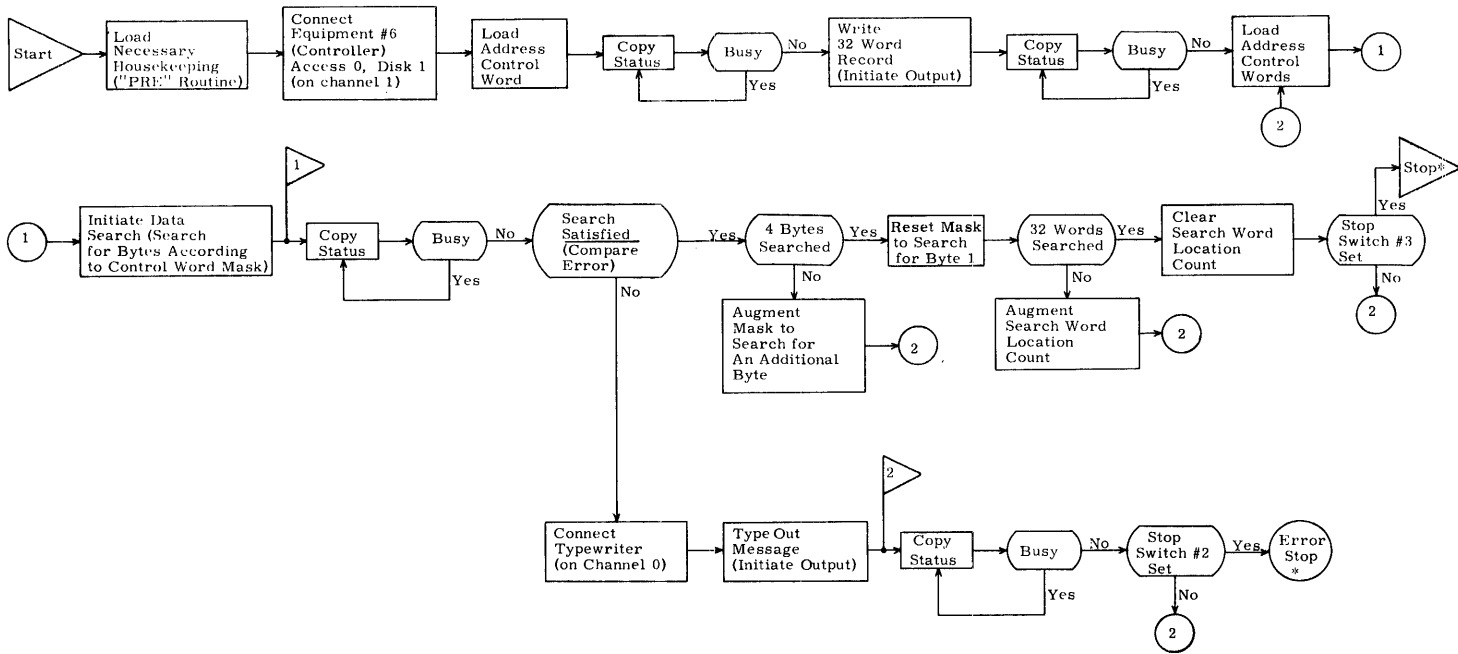 Start
Load
Necessary
Housekeeping
("PRE" Routine)
Connect
Equipment #6
(Controller)
Access 0, Disk 1
(on channel 1)
Load
Address
Control
Word
Copy
Status
Busy
No
Yes
Write
32 Word
Record
(Initiate Output)
Copy
Status
Busy
No
Yes
Load
Address
Control
Words
1
2
1
Initiate Data
Search (Search
for Bytes According
to Control Word Mask)
1
Copy
Status
Busy
No
Yes
Search
Satisfied
(Compare
Error)
Yes
No
4 Bytes
Searched
Yes
No
Augment
Mask to
Search for
An Additional
Byte
2
Reset Mask
to Search
for Byte 1
32 Words
Searched
Yes
No
Augment
Search Word
Location
Count
2
Clear
Search Word
Location
Count
Stop
Switch #3
Set
Yes
Stop*
No
2
Connect
Typewriter
(on Channel 0)
Type Out
Message
(Initiate Output)
2
Copy
Status
Busy
No
Yes
Stop
Switch #2
Set
Yes
No
2
Error
Stop
*